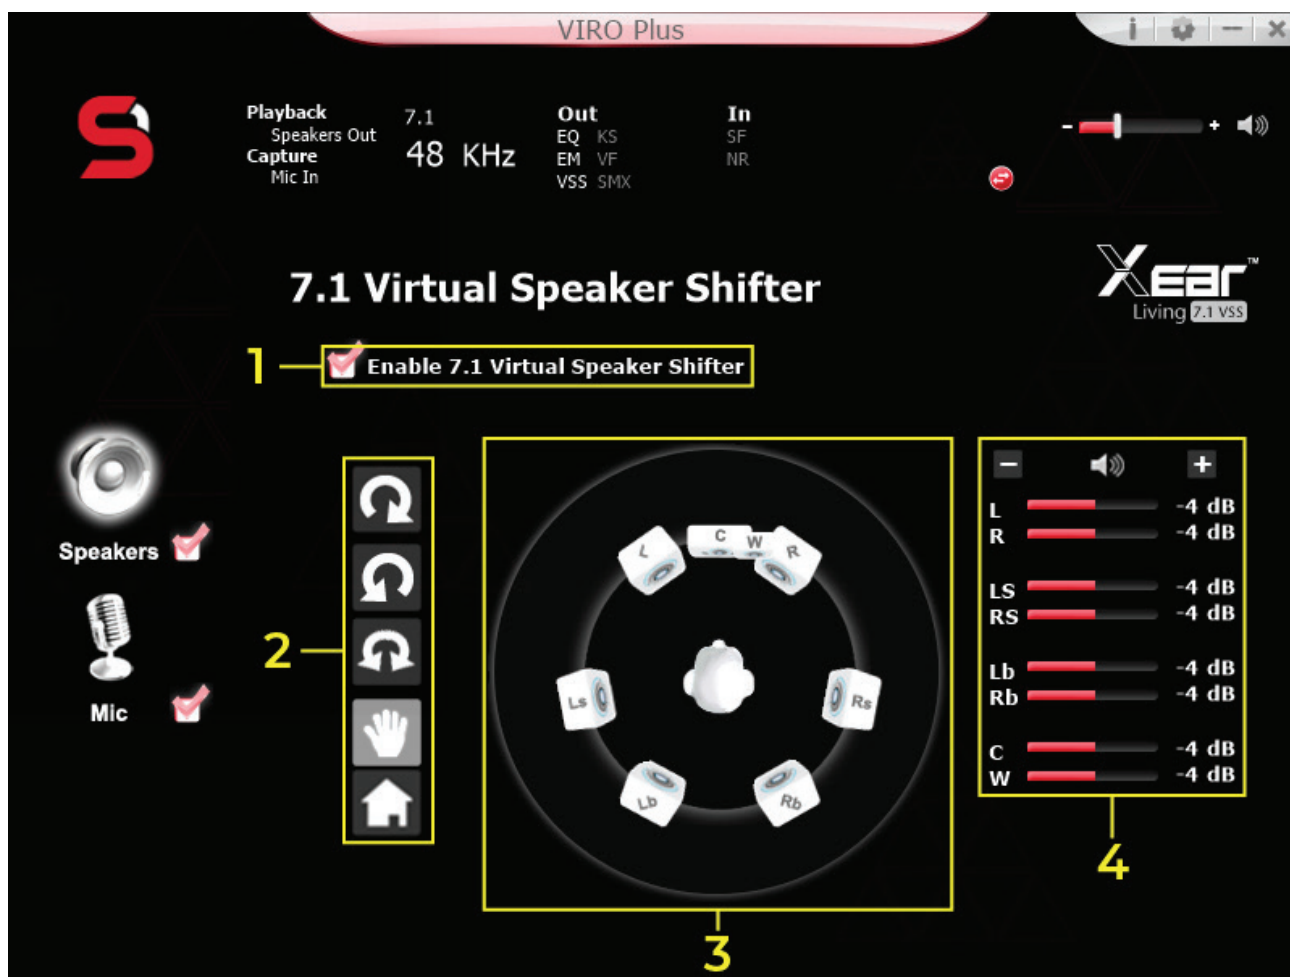 VIRO Plus
i
Playback 7.1 Out In
Speakers Out EQ KS SF
Capture 48 KHz EM VF NR
Mic In VSS SMX
- +
7.1 Virtual Speaker Shifter
Xear™
Living 7.1 VSS
1 Enable 7.1 Virtual Speaker Shifter
Speakers
Mic
2
L C W R
Ls Rs
Lb Rb
3
- +
L -4 dB
R -4 dB
LS -4 dB
RS -4 dB
Lb -4 dB
Rb -4 dB
C -4 dB
W -4 dB
4